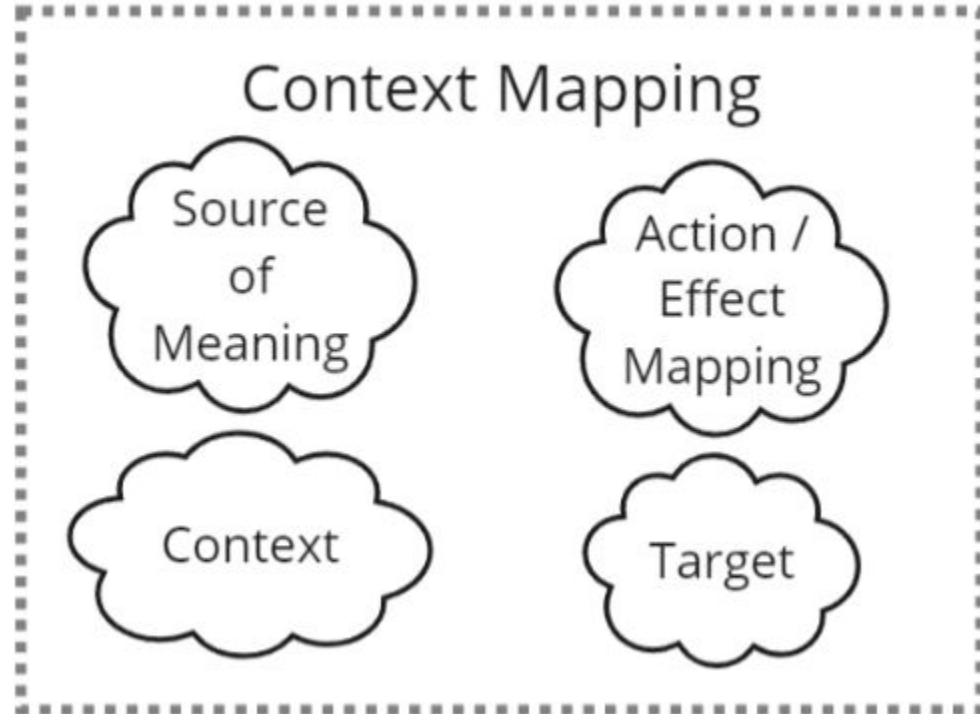 Context Mapping
Source
of
Meaning
Action /
Effect
Mapping
Context
Target